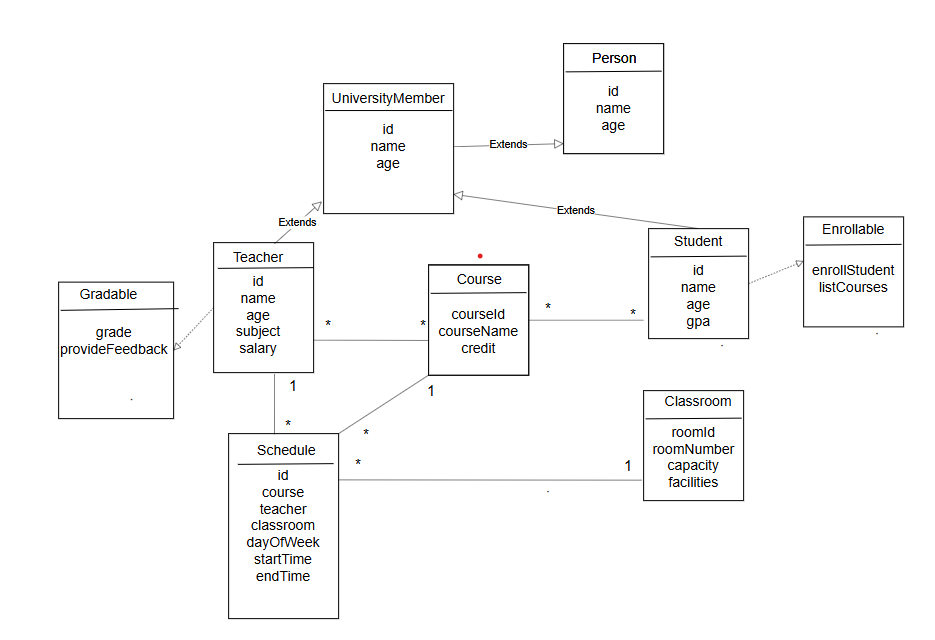 Person
id
name
age
UniversityMember
id
name
age
Extends
Extends
Extends
Teacher
id
name
age
subject
salary
Student
id
name
age
gpa
Enrollable
enrollStudent
listCourses
Gradable
grade
provideFeedback
Course
courseId
courseName
credit
*
*
*
*
1
*
1
*
Schedule
id
course
teacher
classroom
dayOfWeek
startTime
endTime
*
1
Classroom
roomId
roomNumber
capacity
facilities